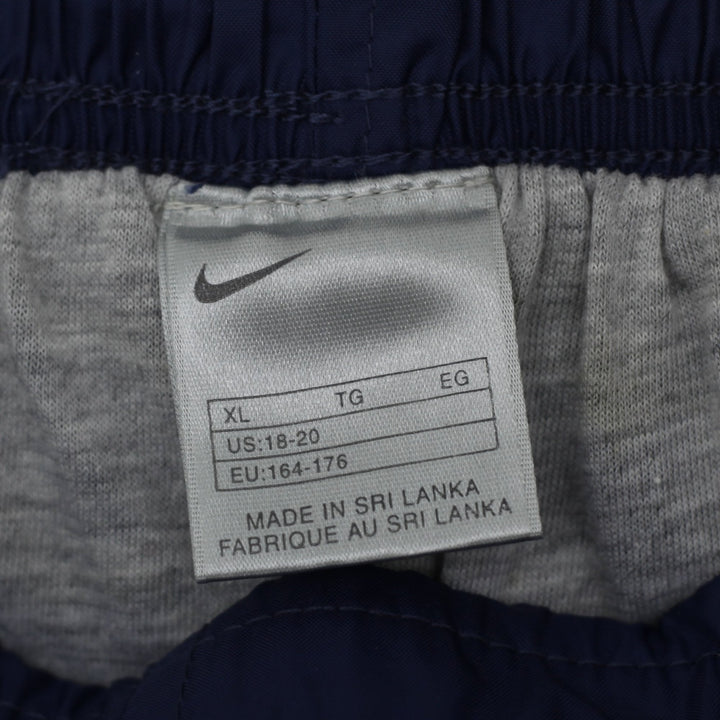 XL TG EG
US:18-20
EU:164-176
MADE IN SRI LANKA
FABRIQUE AU SRI LANKA